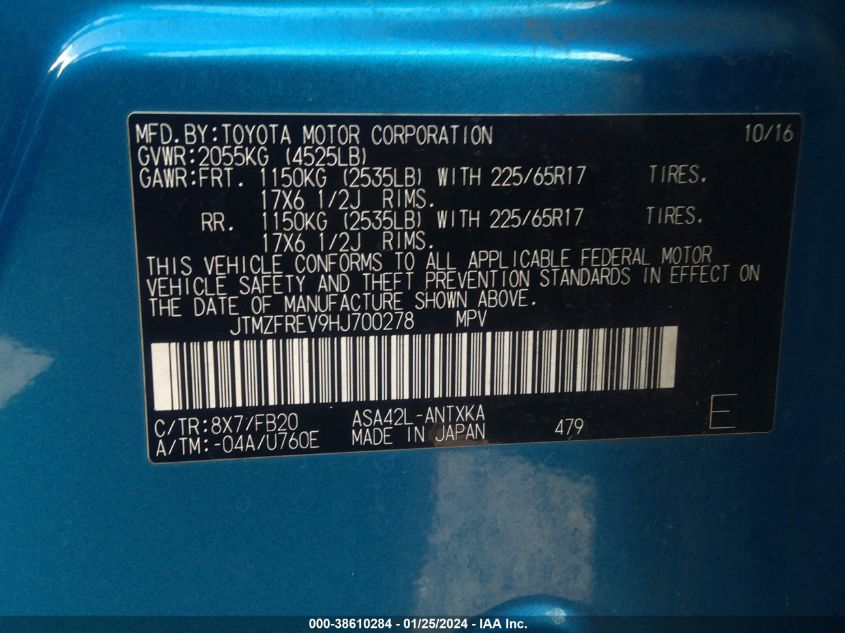 MFD.BY:TOYOTA MOTOR CORPORATION 10/16
GVWR:2055KG (4525LB)
GAWR:FRT. 1150KG (2535LB) WITH 225/65R17 TIRES.
17X6 1/2J RIMS.
RR. 1150KG (2535LB) WITH 225/65R17 TIRES.
17X6 1/2J RIMS.
THIS VEHICLE CONFORMS TO ALL APPLICABLE FEDERAL MOTOR
VEHICLE SAFETY AND THEFT PREVENTION STANDARDS IN EFFECT ON
THE DATE OF MANUFACTURE SHOWN ABOVE.
JTMZFREV9HJ700278 MPV
C/TR:8X7/FB20 ASA42L-ANTXKA
A/TM:-04A/U760E MADE IN JAPAN 479 E
000-38610284 - 01/25/2024 - IAA Inc.